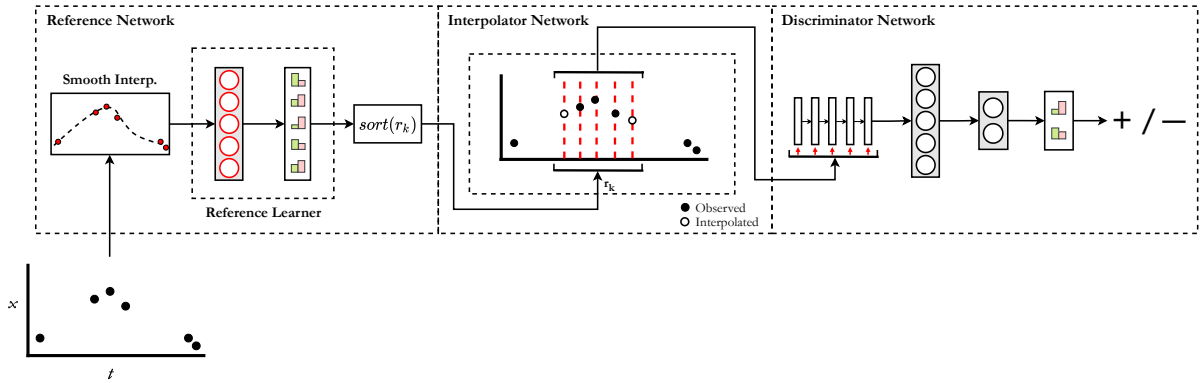 Reference Network
Interpolator Network
Discriminator Network
Smooth Interp.
sort(r_k)
Reference Learner
r_k
Observed
Interpolated
+ / −
x
t